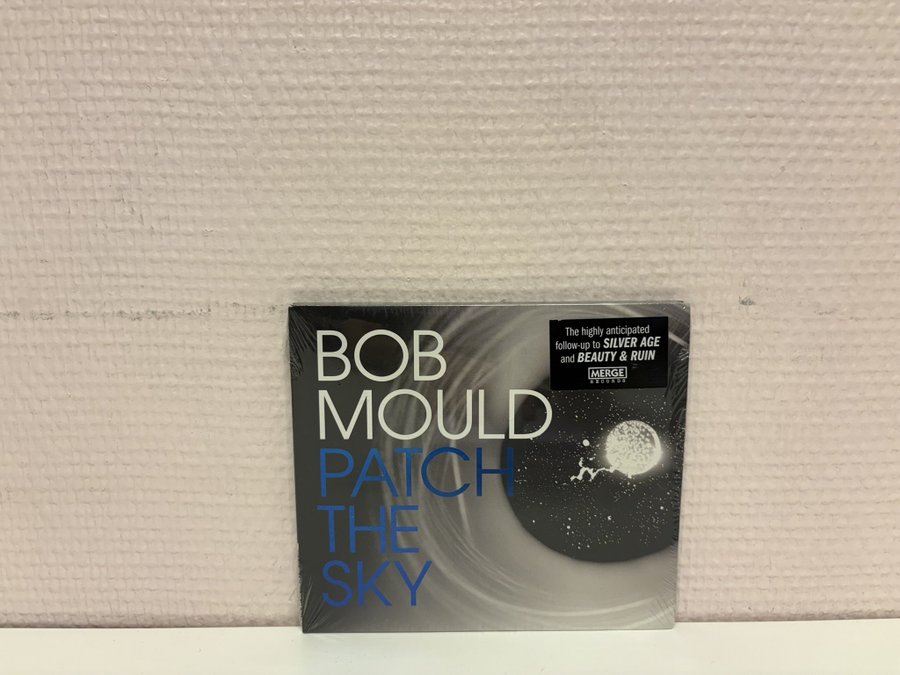 BOB
MOULD
PATCH
THE
SKY
The highly anticipated
follow-up to SILVER AGE
and BEAUTY & RUIN
MERGE
RECORDS